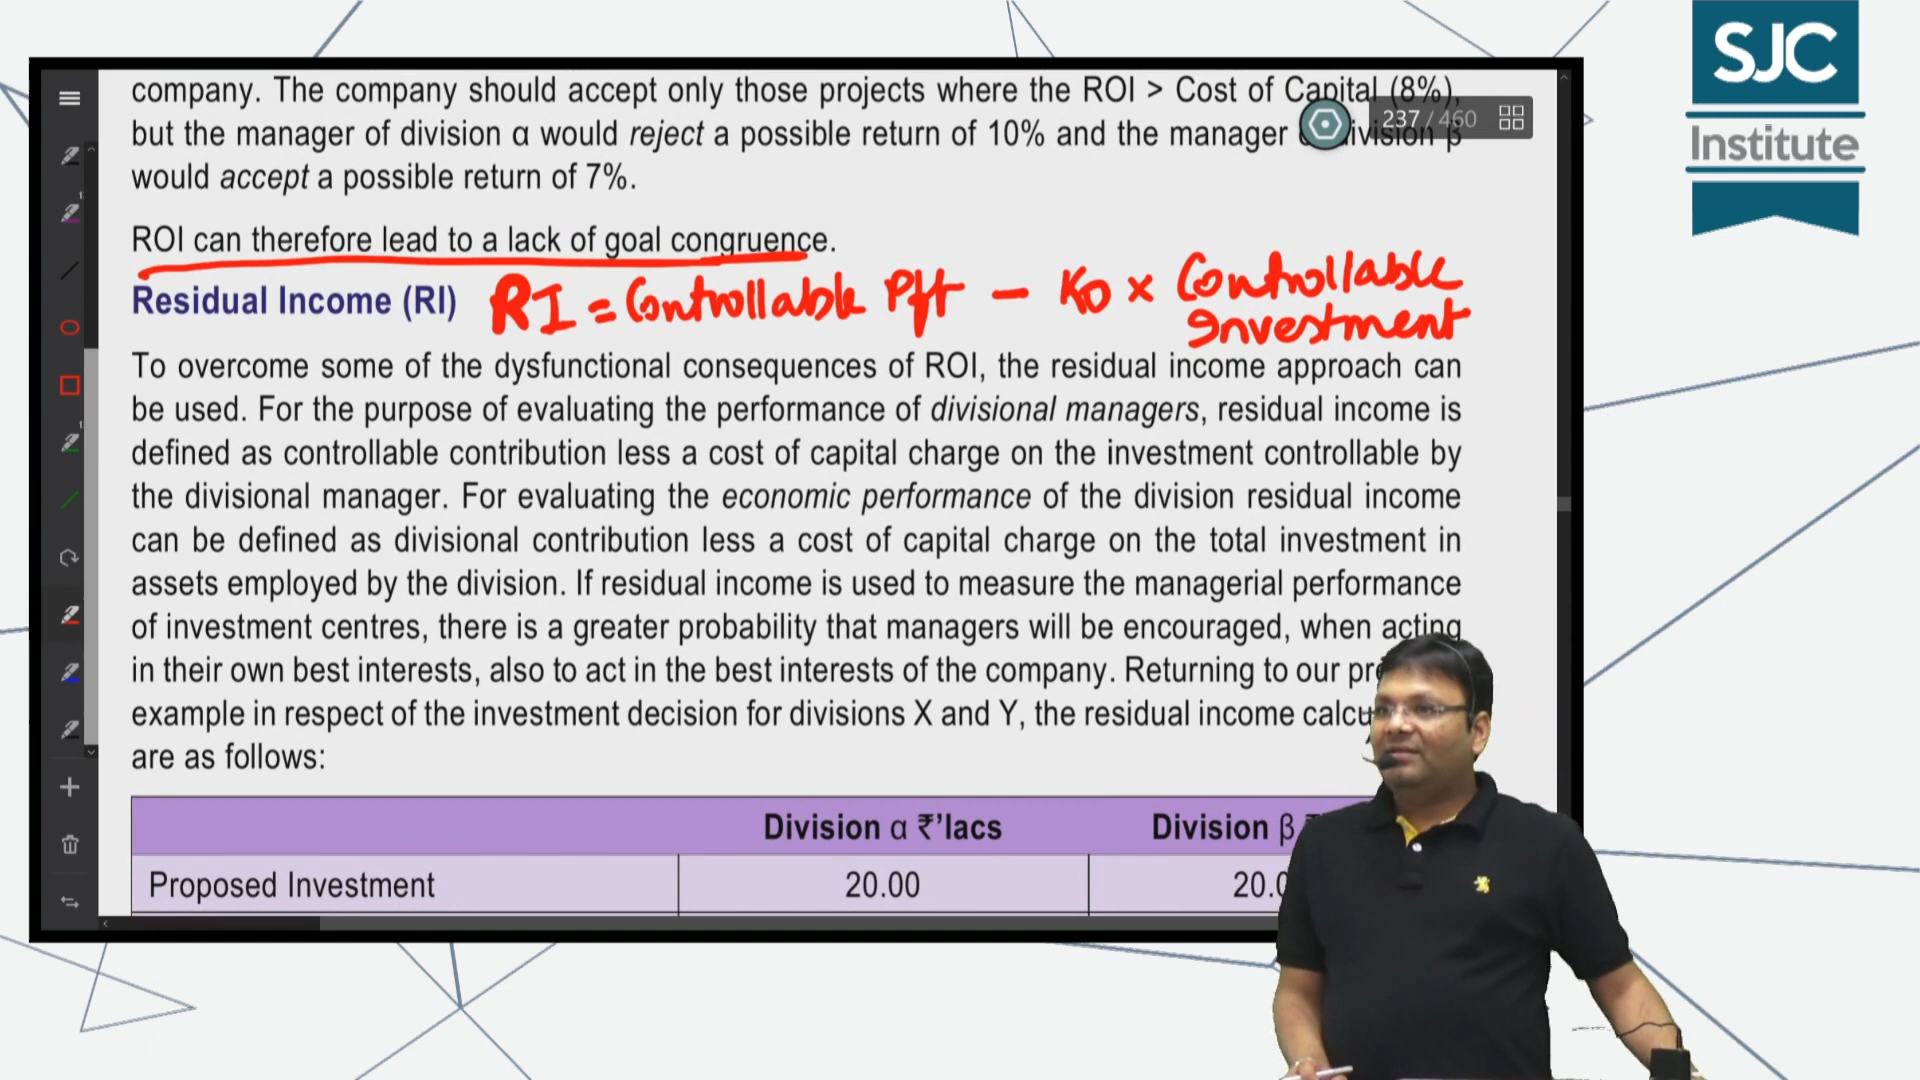 SJC
Institute
237 / 460
company. The company should accept only those projects where the ROI > Cost of Capital (8%),
but the manager of division α would reject a possible return of 10% and the manager division β
would accept a possible return of 7%.
ROI can therefore lead to a lack of goal congruence.
Residual Income (RI) RI = Controllable Pft - K0 × Controllable
Investment
To overcome some of the dysfunctional consequences of ROI, the residual income approach can
be used. For the purpose of evaluating the performance of divisional managers, residual income is
defined as controllable contribution less a cost of capital charge on the investment controllable by
the divisional manager. For evaluating the economic performance of the division residual income
can be defined as divisional contribution less a cost of capital charge on the total investment in
assets employed by the division. If residual income is used to measure the managerial performance
of investment centres, there is a greater probability that managers will be encouraged, when acting
in their own best interests, also to act in the best interests of the company. Returning to our
example in respect of the investment decision for divisions X and Y, the residual income
are as follows:
Division α ₹'lacs Division β
Proposed Investment 20.00